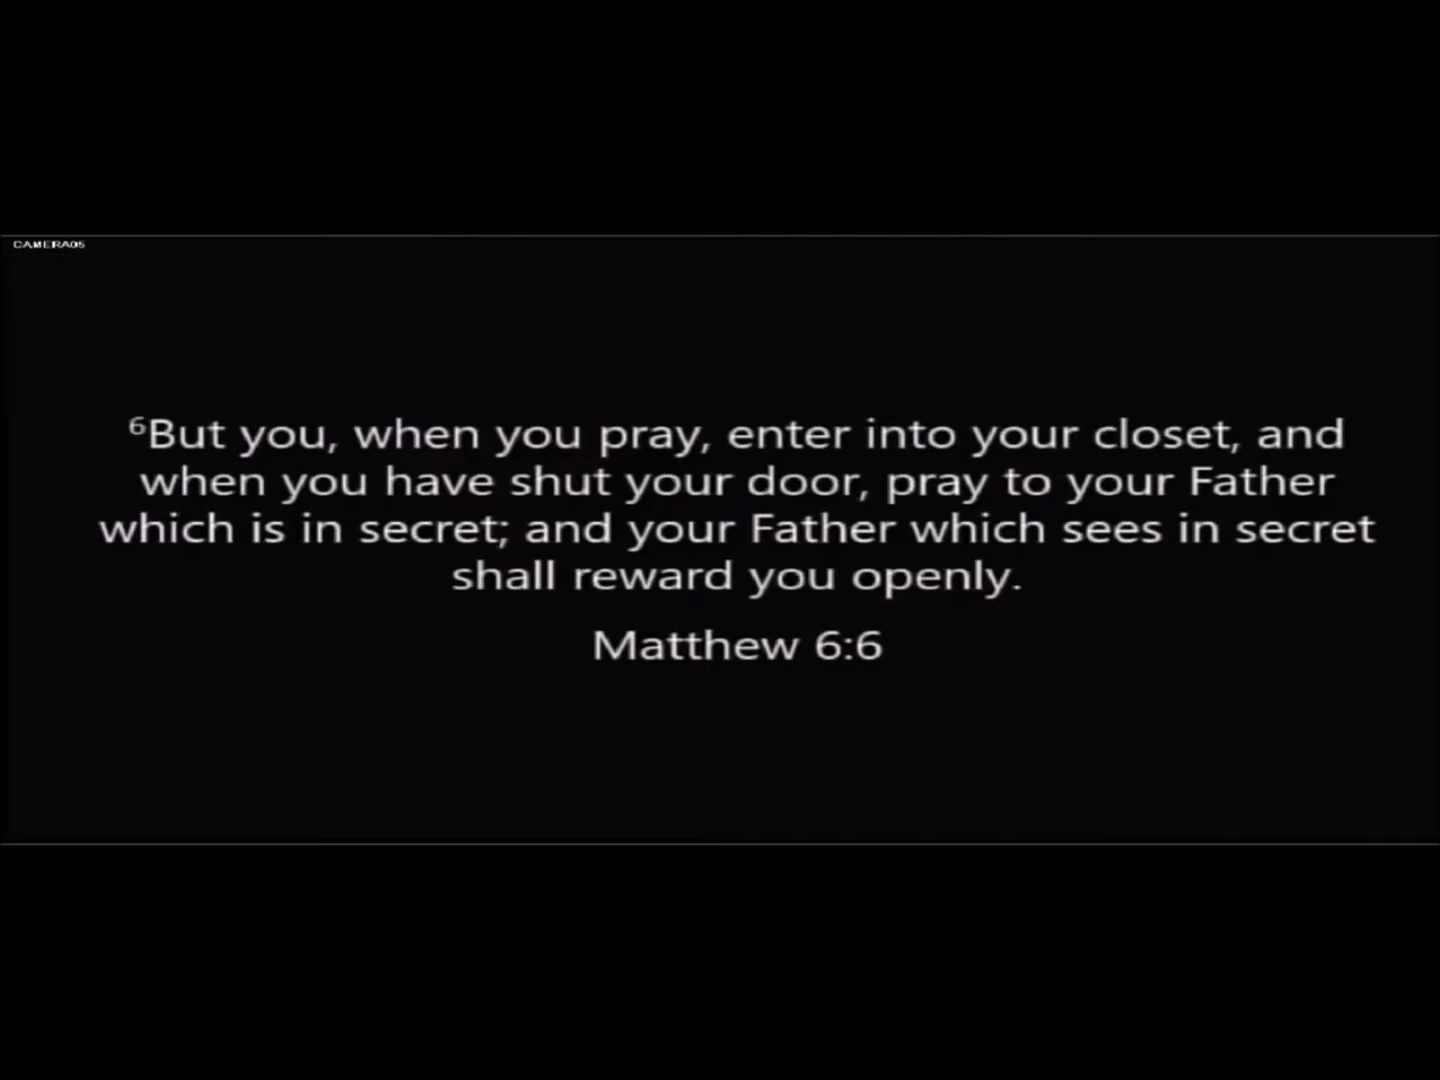 CAMERA05
⁶But you, when you pray, enter into your closet, and
when you have shut your door, pray to your Father
which is in secret; and your Father which sees in secret
shall reward you openly.
Matthew 6:6